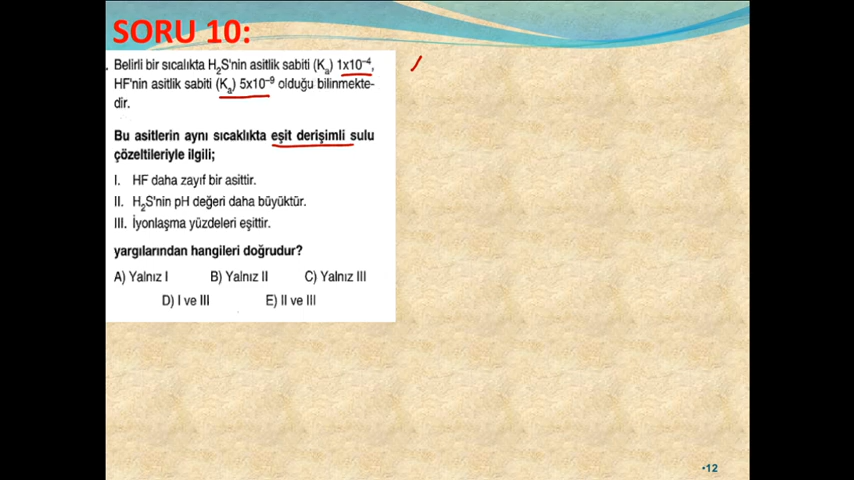 SORU 10:
. Belirli bir sıcalıkta H₂S'nin asitlik sabiti (Kₐ) 1x10⁻⁴,
HF'nin asitlik sabiti (Kₐ) 5x10⁻⁹ olduğu bilinmekte-
dir.
Bu asitlerin aynı sıcaklıkta eşit derişimli sulu
çözeltileriyle ilgili;
I. HF daha zayıf bir asittir.
II. H₂S'nin pH değeri daha büyüktür.
III. İyonlaşma yüzdeleri eşittir.
yargılarından hangileri doğrudur?
A) Yalnız I B) Yalnız II C) Yalnız III
D) I ve III E) II ve III
•12